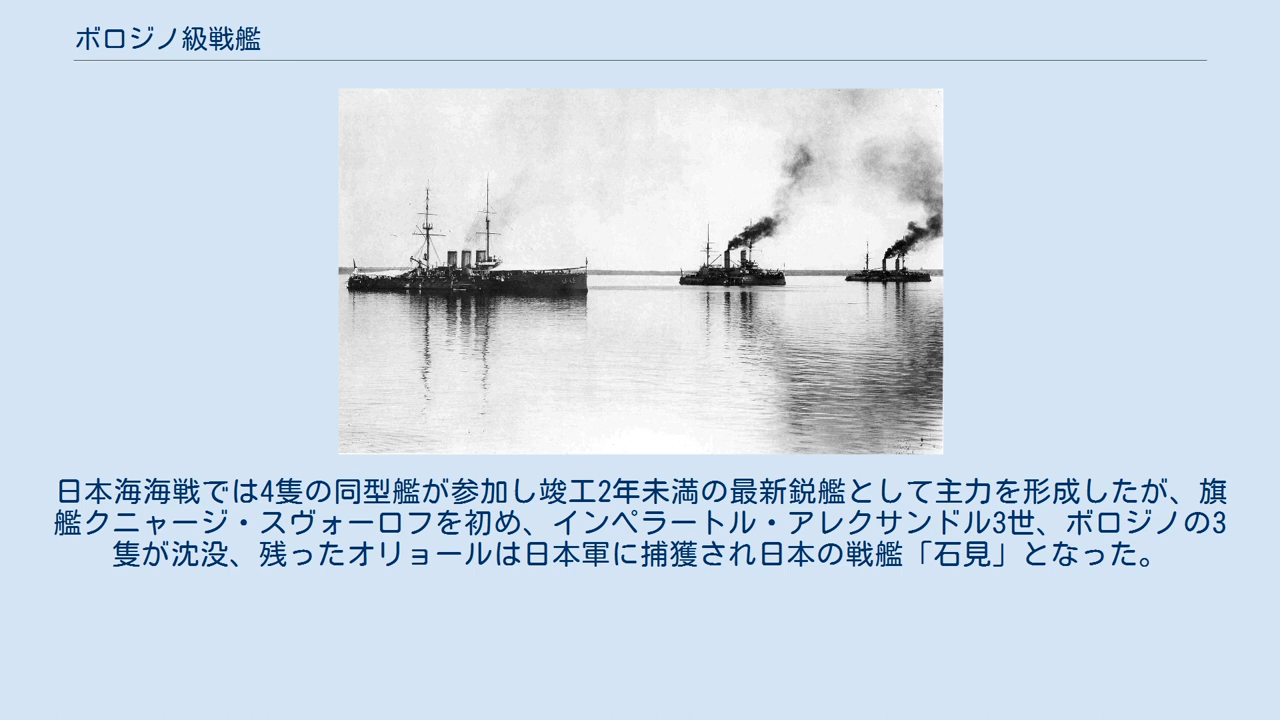 ボロジノ級戦艦
日本海海戦では4隻の同型艦が参加し竣工2年未満の最新鋭艦として主力を形成したが、旗
艦クニャージ・スヴォーロフを初め、インペラートル・アレクサンドル3世、ボロジノの3
隻が沈没、残ったオリョールは日本軍に捕獲され日本の戦艦「石見」となった。